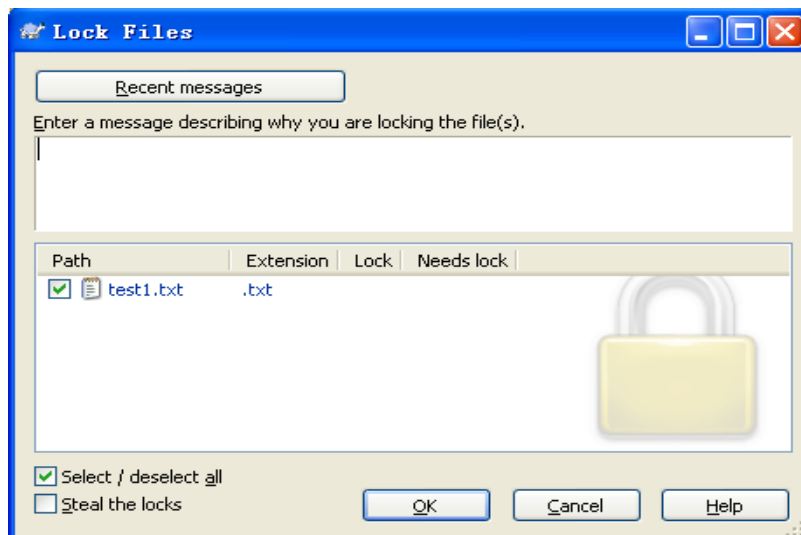 Lock Files
Recent messages
Enter a message describing why you are locking the file(s).
Path Extension Lock Needs lock
test1.txt .txt
Select / deselect all
Steal the locks
OK Cancel Help